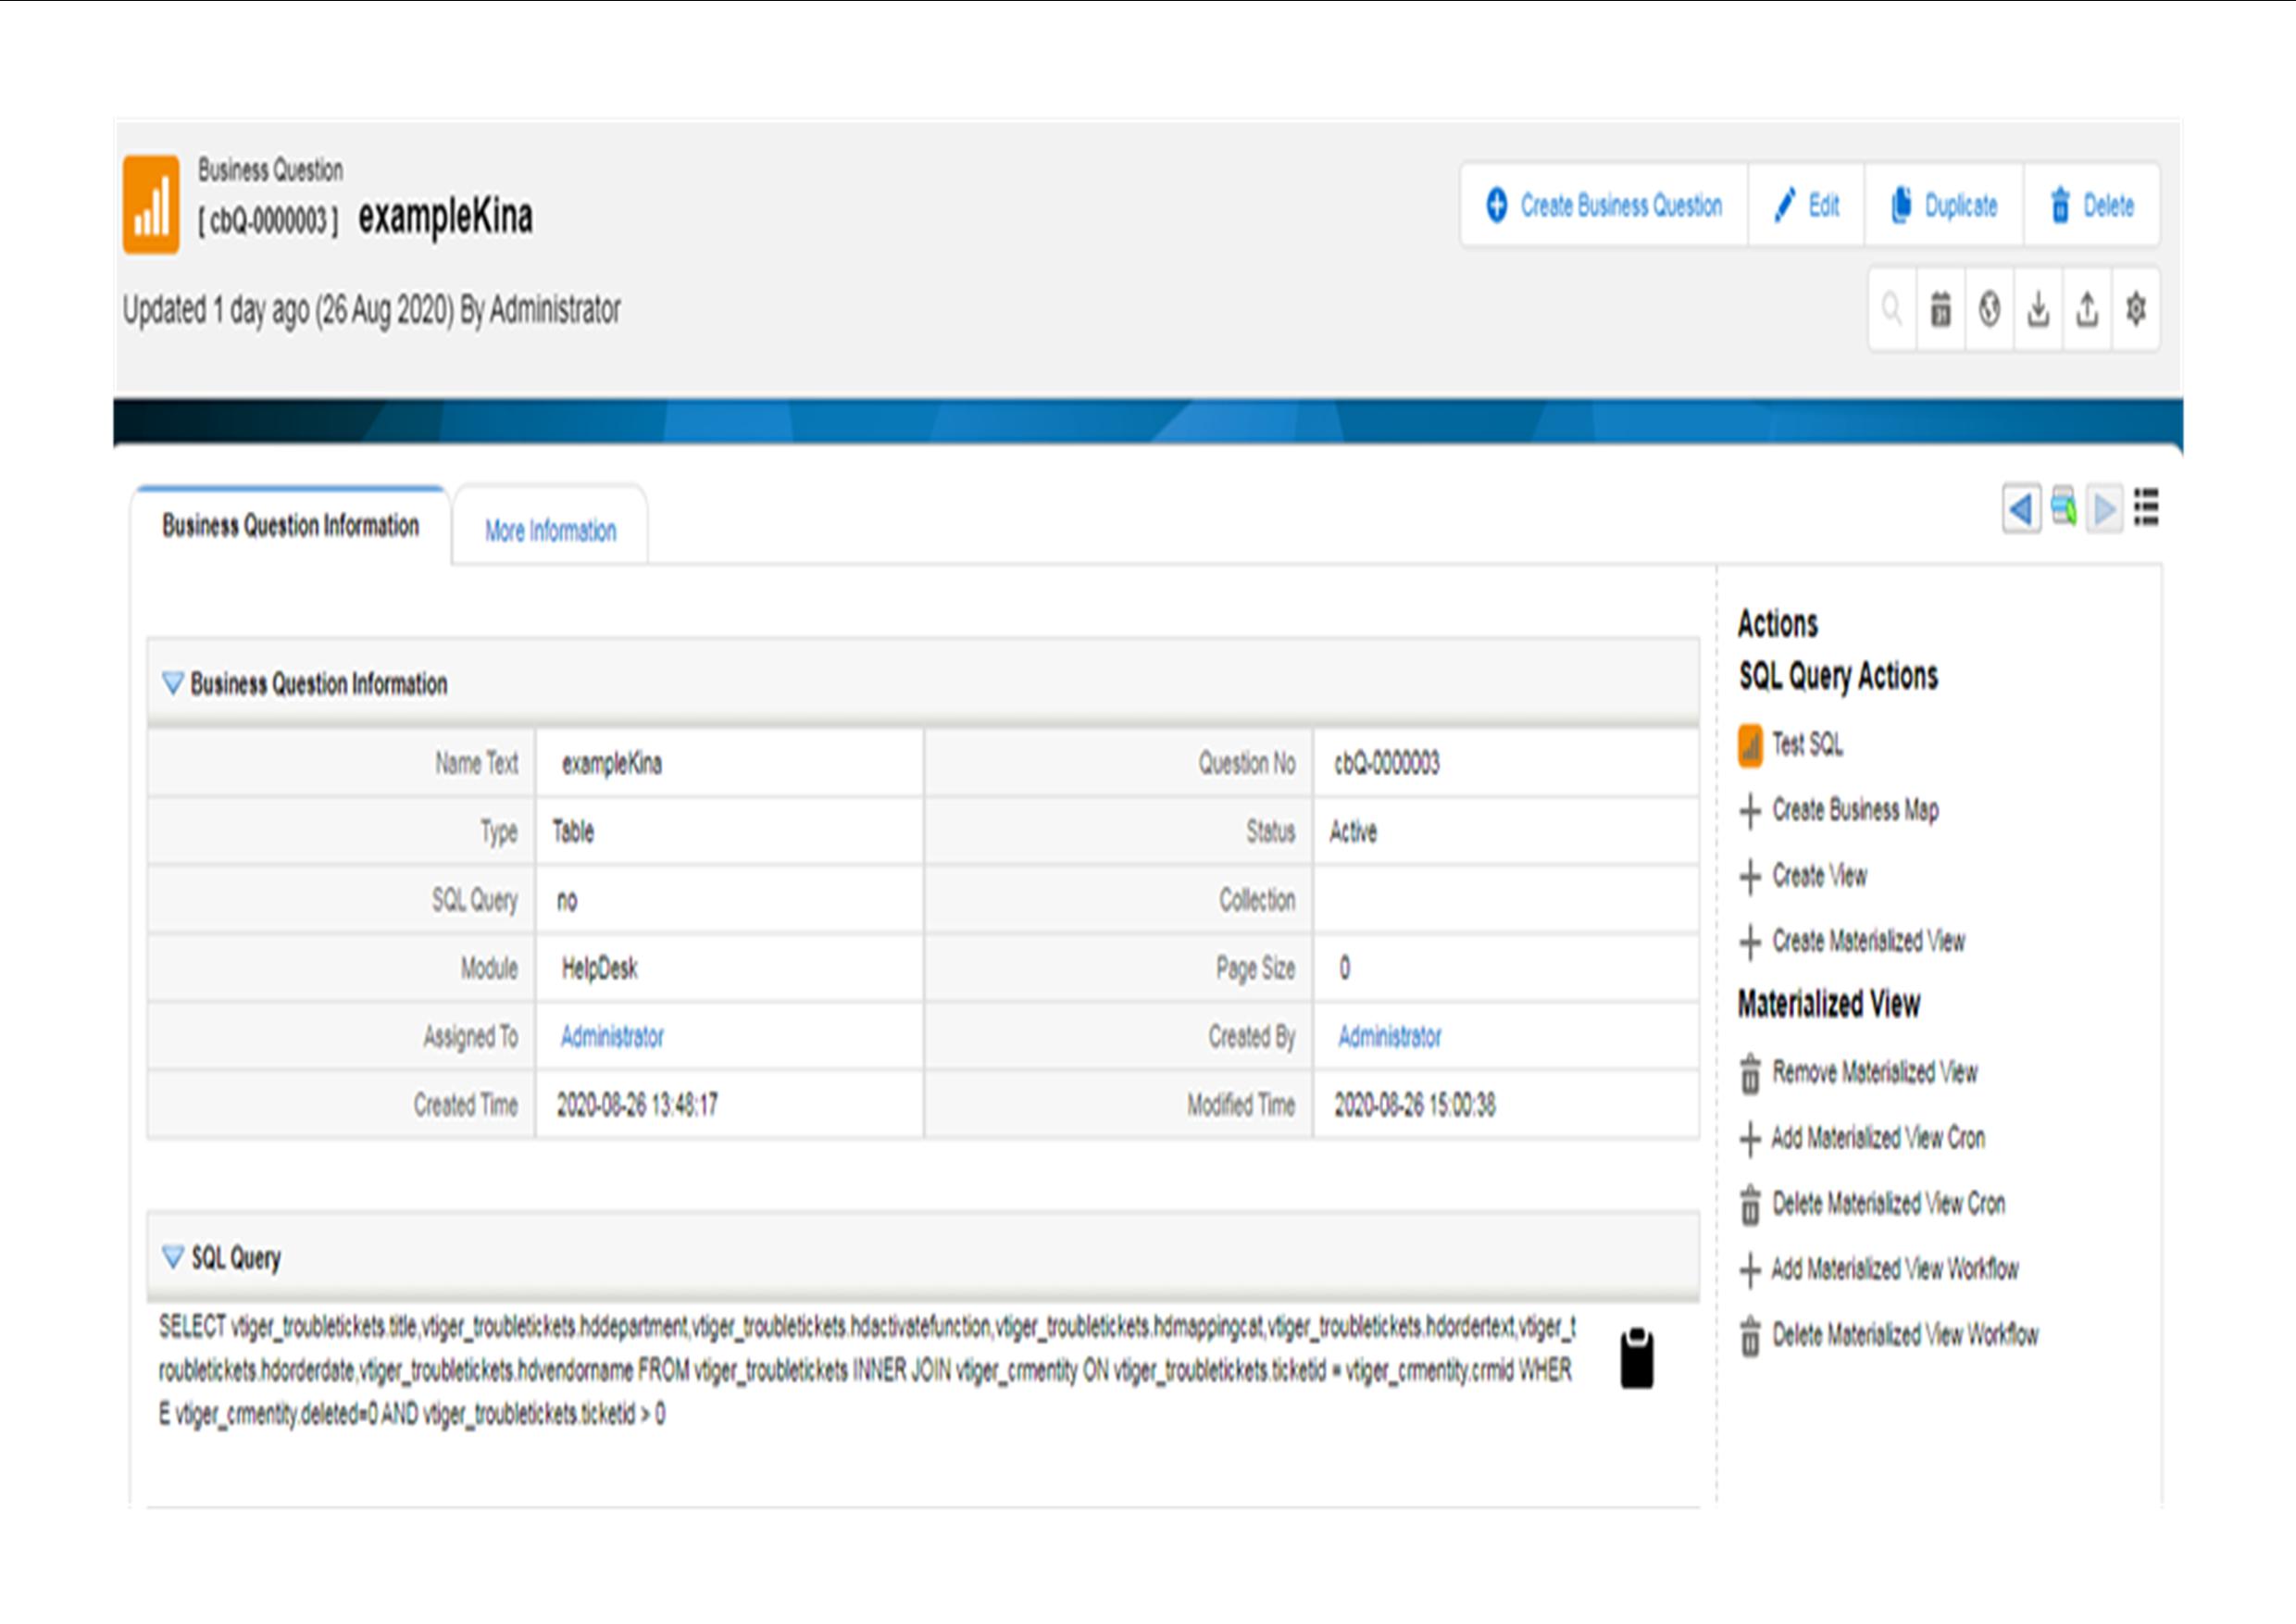 Business Question
[ cbQ-0000003 ] exampleKina
Updated 1 day ago (26 Aug 2020) By Administrator
Create Business Question
Edit
Duplicate
Delete
Business Question Information
More Information
Business Question Information
Name Text exampleKina Question No cbQ-0000003
Type Table Status Active
SQL Query no Collection
Module HelpDesk Page Size 0
Assigned To Administrator Created By Administrator
Created Time 2020-08-26 13:48:17 Modified Time 2020-08-26 15:00:38
SQL Query
SELECT vtiger_troubletickets.title,vtiger_troubletickets.hddepartment,vtiger_troubletickets.hdactivatefunction,vtiger_troubletickets.hdmappingcat,vtiger_troubletickets.hdordertext,vtiger_t
roubletickets.hdorderdate,vtiger_troubletickets.hdvendorname FROM vtiger_troubletickets INNER JOIN vtiger_crmentity ON vtiger_troubletickets.ticketid = vtiger_crmentity.crmid WHER
E vtiger_crmentity.deleted=0 AND vtiger_troubletickets.ticketid > 0
Actions
SQL Query Actions
Test SQL
Create Business Map
Create View
Create Materialized View
Materialized View
Remove Materialized View
Add Materialized View Cron
Delete Materialized View Cron
Add Materialized View Workflow
Delete Materialized View Workflow